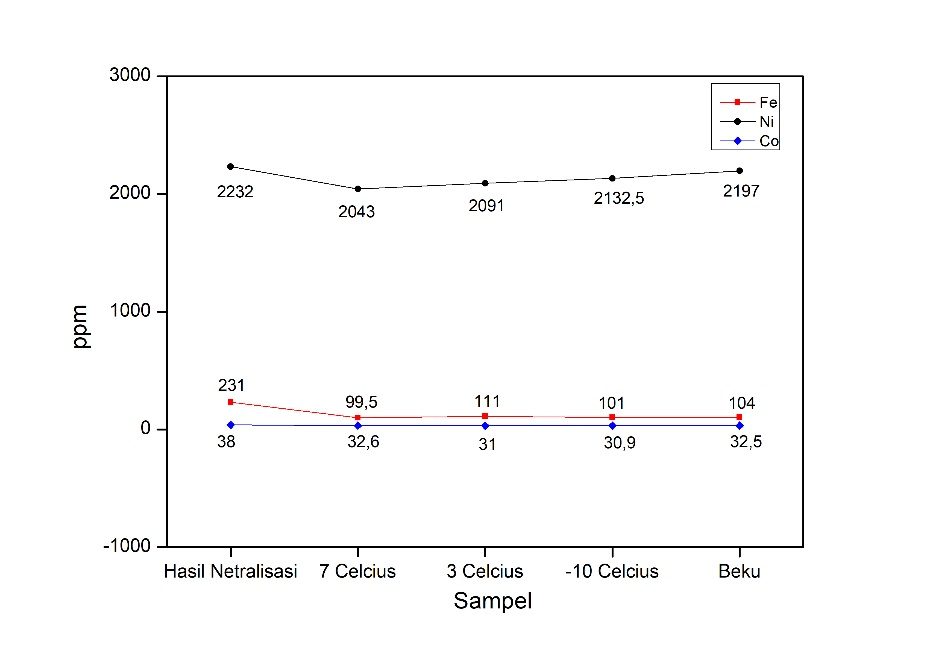 3000
2000
1000
0
-1000
ppm
Fe
Ni
Co
2232
2043
2091
2132,5
2197
231
99,5
111
101
104
38
32,6
31
30,9
32,5
Hasil Netralisasi
7 Celcius
3 Celcius
-10 Celcius
Beku
Sampel